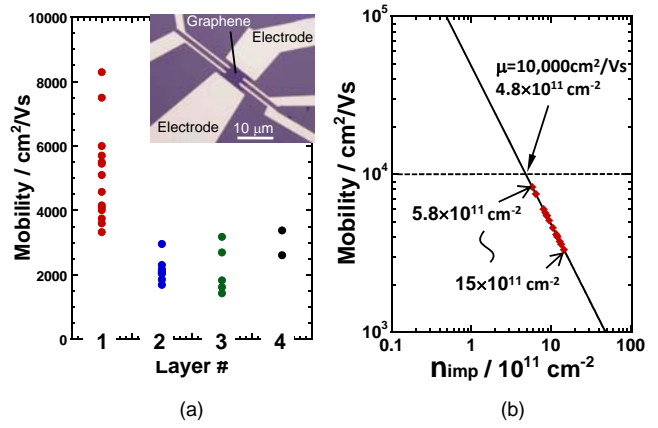 10000
8000
6000
4000
2000
0
Mobility / cm²/Vs
1 2 3 4
Layer #
Graphene
Electrode
Electrode
10 μm
(a)
10⁵
10⁴
10³
Mobility / cm²/Vs
μ=10,000cm²/Vs
4.8×10¹¹ cm⁻²
5.8×10¹¹ cm⁻²
15×10¹¹ cm⁻²
0.1 1 10 100
nimp / 10¹¹ cm⁻²
(b)